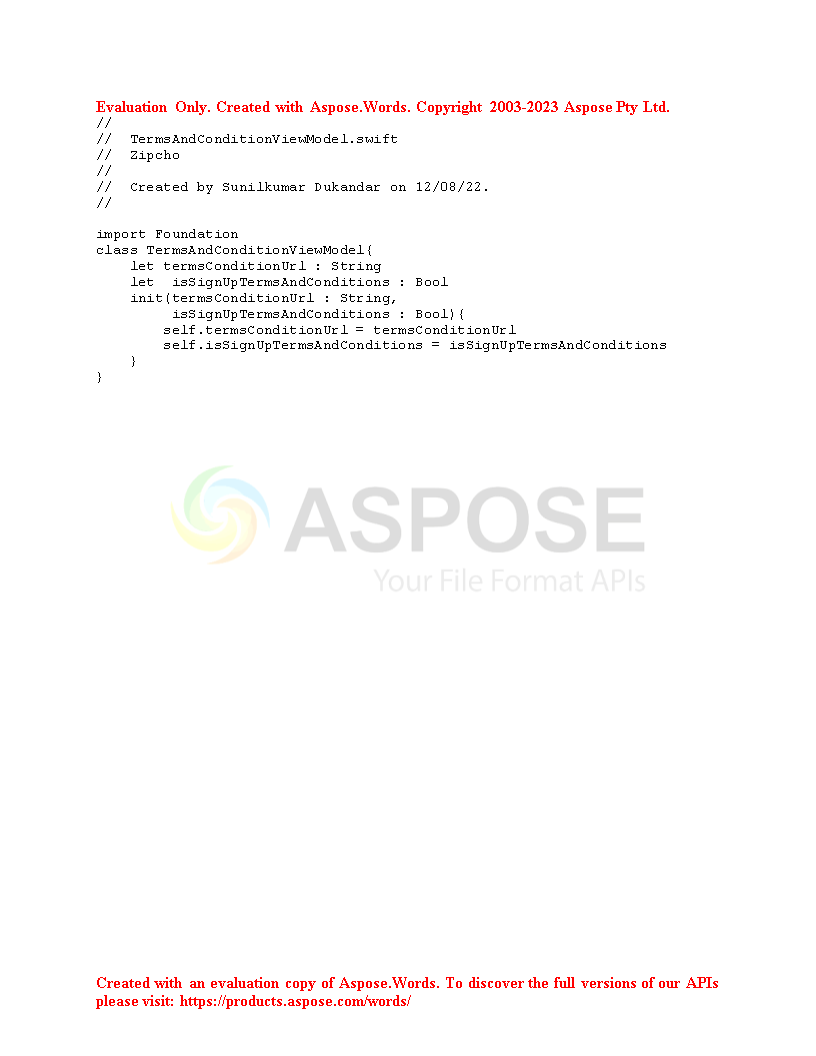 Evaluation Only. Created with Aspose.Words. Copyright 2003-2023 Aspose Pty Ltd.
//
//  TermsAndConditionViewModel.swift
//  Zipcho
//
//  Created by Sunilkumar Dukandar on 12/08/22.
//

import Foundation
class TermsAndConditionViewModel{
    let termsConditionUrl : String
    let  isSignUpTermsAndConditions : Bool
    init(termsConditionUrl : String,
         isSignUpTermsAndConditions : Bool){
        self.termsConditionUrl = termsConditionUrl
        self.isSignUpTermsAndConditions = isSignUpTermsAndConditions
    }
}
ASPOSE
Your File Format APIs
Created with an evaluation copy of Aspose.Words. To discover the full versions of our APIs
please visit: https://products.aspose.com/words/